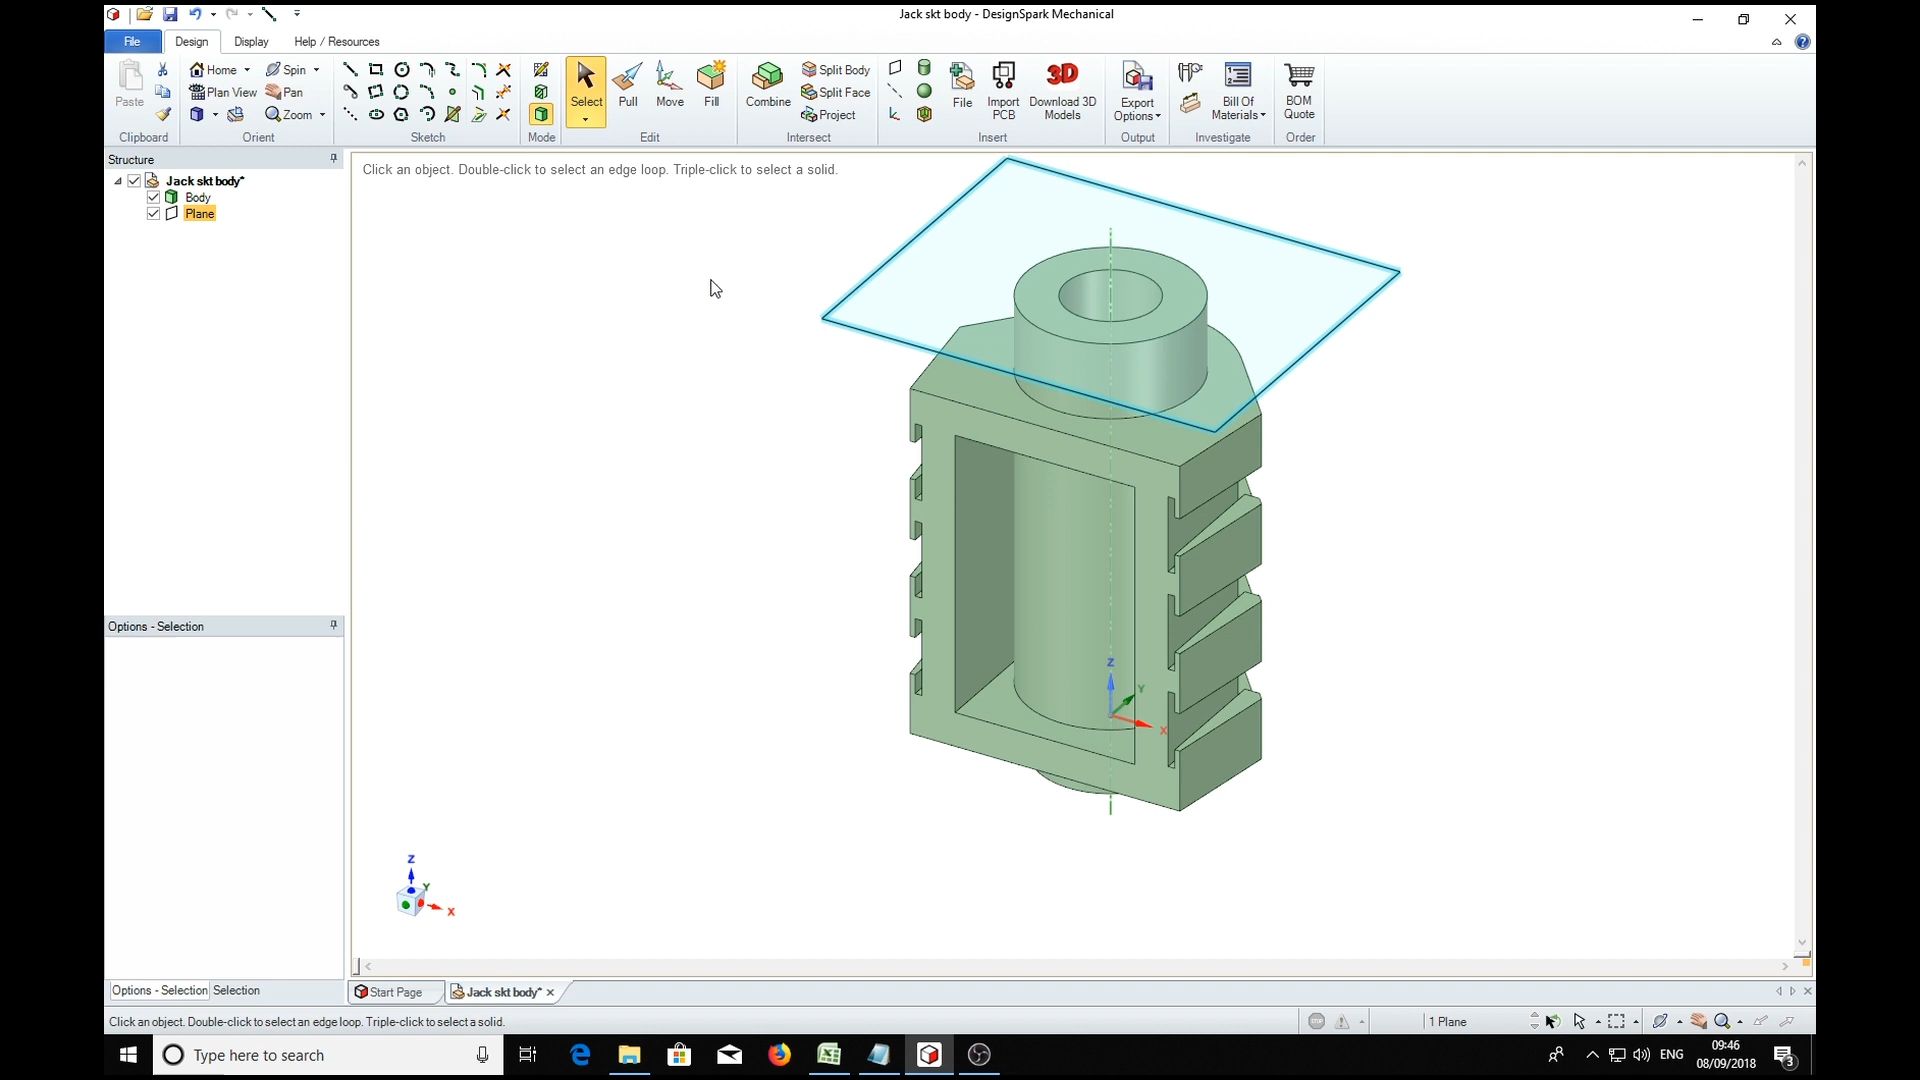 Jack skt body - DesignSpark Mechanical
File Design Display Help / Resources
Paste
Home Spin
Plan View Pan
Zoom
Select Pull Move Fill
Combine
Split Body
Split Face
Project
File Import PCB Download 3D Models
3D
Export Options
Bill Of Materials
BOM Quote
Clipboard Orient Sketch Mode Edit Intersect Insert Output Investigate Order
Structure
Jack skt body*
Body
Plane
Click an object. Double-click to select an edge loop. Triple-click to select a solid.
Z
Y
X
Options - Selection
Z
Y
X
Options - Selection Selection
Start Page Jack skt body*
Click an object. Double-click to select an edge loop. Triple-click to select a solid.
1 Plane
Type here to search
ENG
09:46
08/09/2018
3